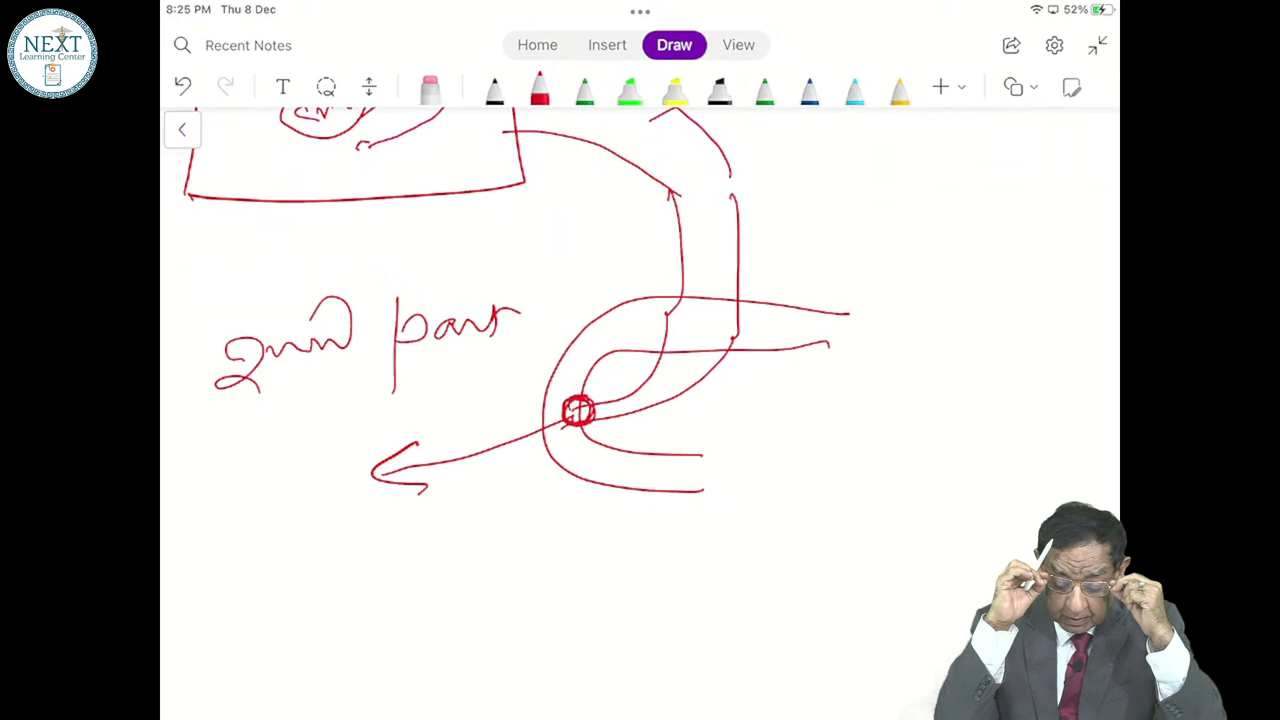 8:25 PM Thu 8 Dec
52%
NEXT
Learning Center
Recent Notes
Home Insert Draw View
T
2nd part